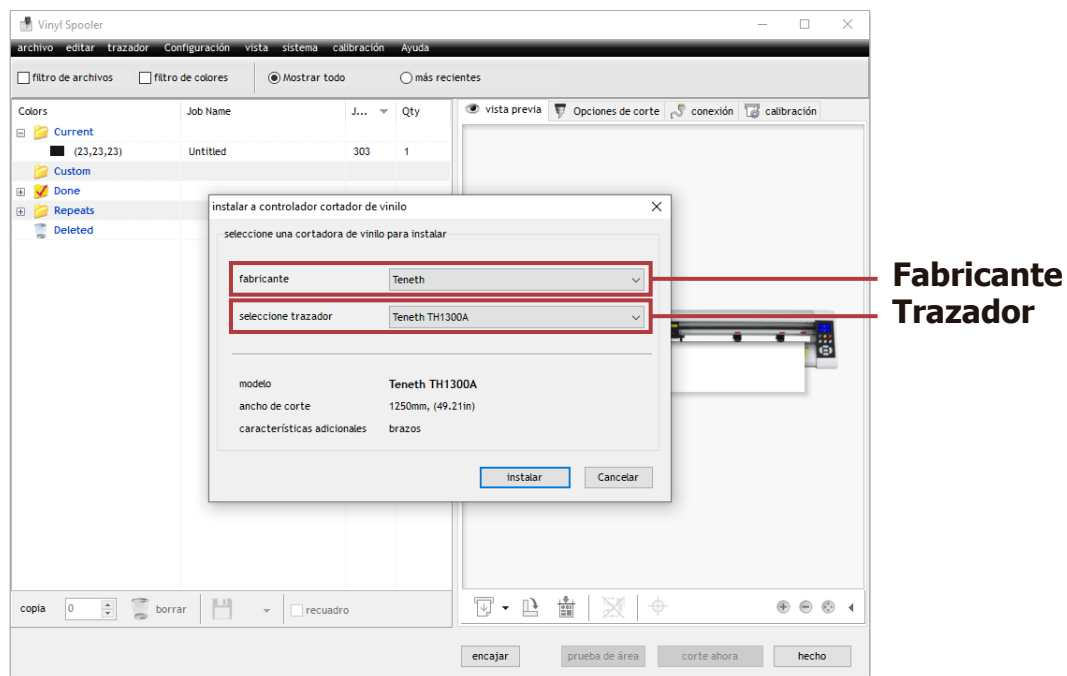 Vinyl Spooler
archivo editar trazador Configuración vista sistema calibración Ayuda
filtro de archivos filtro de colores Mostrar todo más recientes
Colors Job Name J... Qty
vista previa Opciones de corte conexión calibración
Current
(23,23,23) Untitled 303 1
Custom
Done
Repeats
Deleted
instalar a controlador cortador de vinilo
seleccione una cortadora de vinilo para instalar
fabricante Teneth
seleccione trazador Teneth TH1300A
modelo Teneth TH1300A
ancho de corte 1250mm, (49.21in)
características adicionales brazos
instalar Cancelar
Fabricante
Trazador
copia 0 borrar recuadro
encajar prueba de área corte ahora hecho